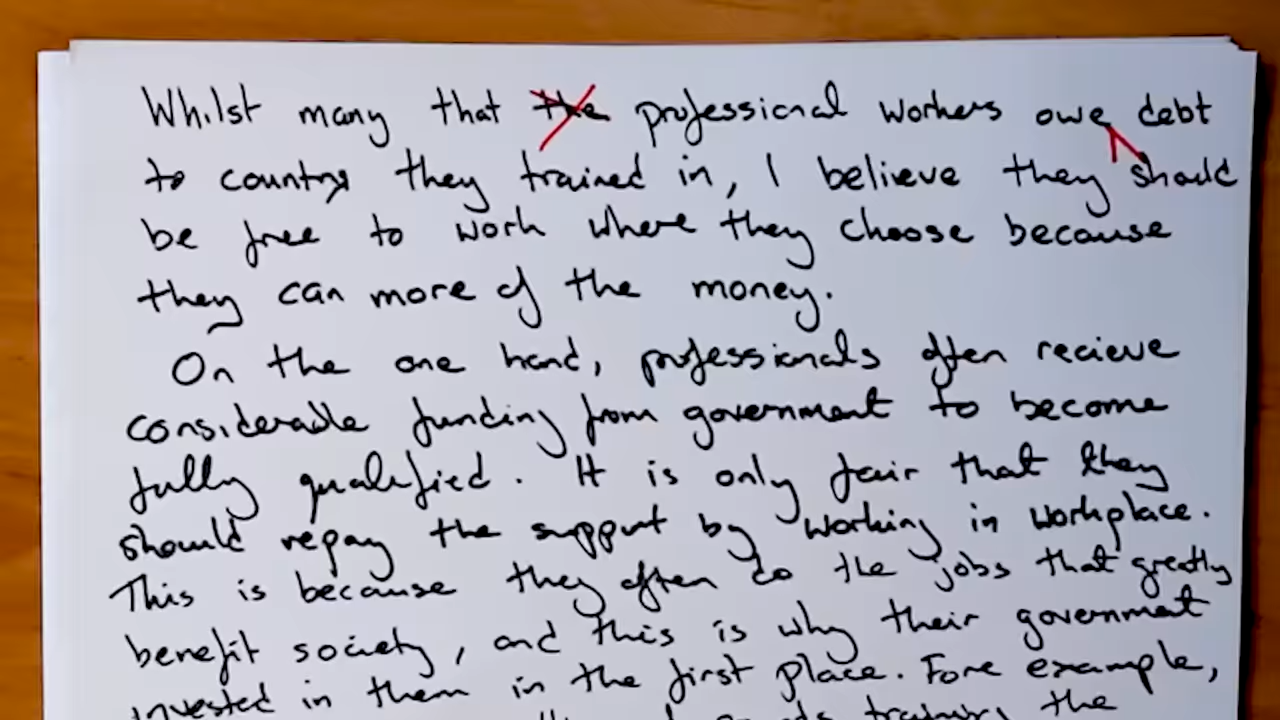 Whilst many that the professional workers owe debt
to country they trained in, I believe they should
be free to work where they choose because
they can more of the money.
On the one hand, professionals often recieve
considerable funding from government to become
fully qualified. It is only fair that they
should repay the support by working in workplace.
This is because they often do the jobs that greatly
benefit society, and this is why their government
invested in them in the first place. Fore example,
training the